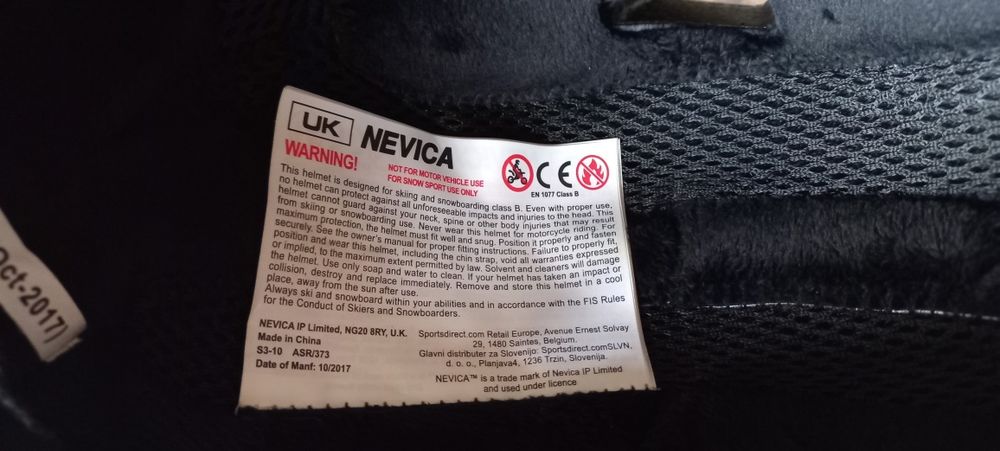 UK NEVICA
WARNING!
NOT FOR MOTOR VEHICLE USE
FOR SNOW SPORT USE ONLY
CE
EN 1077 Class B
This helmet is designed for skiing and snowboarding class B. Even with proper use,
no helmet can protect against all unforeseeable impacts and injuries to the head. This
helmet cannot guard against your neck, spine or other body injuries that may result
from skiing or snowboarding use. Never wear this helmet for motorcycle riding. For
maximum protection, the helmet must fit well and snug. Position it properly and fasten
securely. See the owner's manual for proper fitting instructions. Failure to properly fit,
position and wear this helmet, including the chin strap, void all warranties expressed
or implied, to the maximum extent permitted by law. Solvent and cleaners will damage
the helmet. Use only soap and water to clean. If your helmet has taken an impact or
collision, destroy and replace immediately. Remove and store this helmet in a cool
place, away from the sun after use.
Always ski and snowboard within your abilities and in accordance with the FIS Rules
for the Conduct of Skiers and Snowboarders.
NEVICA IP Limited, NG20 8RY, U.K.
Made in China
S3-10 ASR/373
Date of Manf: 10/2017
Sportsdirect.com Retail Europe, Avenue Ernest Solvay
29, 1480 Saintes, Belgium.
Glavni distributer za Slovenijo: Sportsdirect.comSLVN,
d. o. o., Planjava4, 1236 Trzin, Slovenija.
NEVICA™ is a trade mark of Nevica IP Limited
and used under licence
Oct-2017)